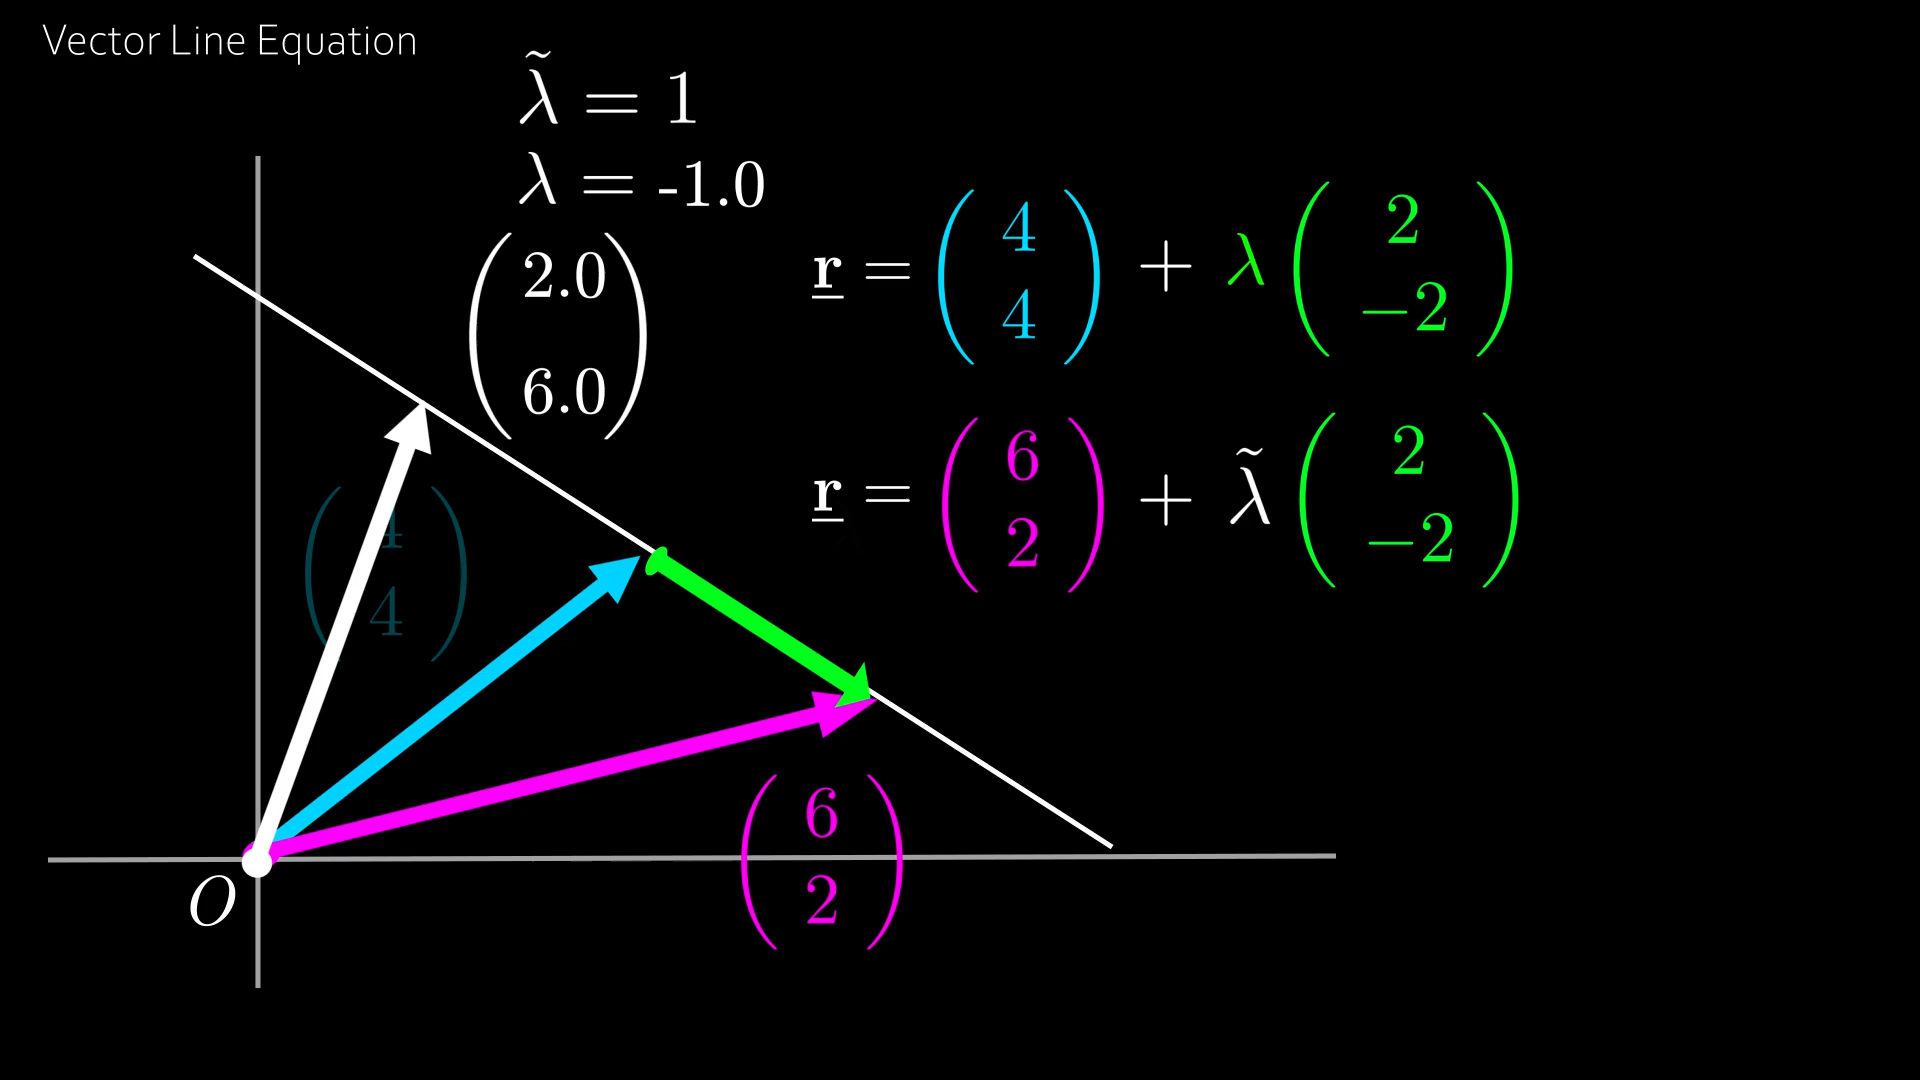 Vector Line Equation
λ̃ = 1
λ = -1.0
(2.0
6.0)
r = (4
4) + λ(2
−2)
r = (6
2) + λ̃(2
−2)
(4
4)
(6
2)
O